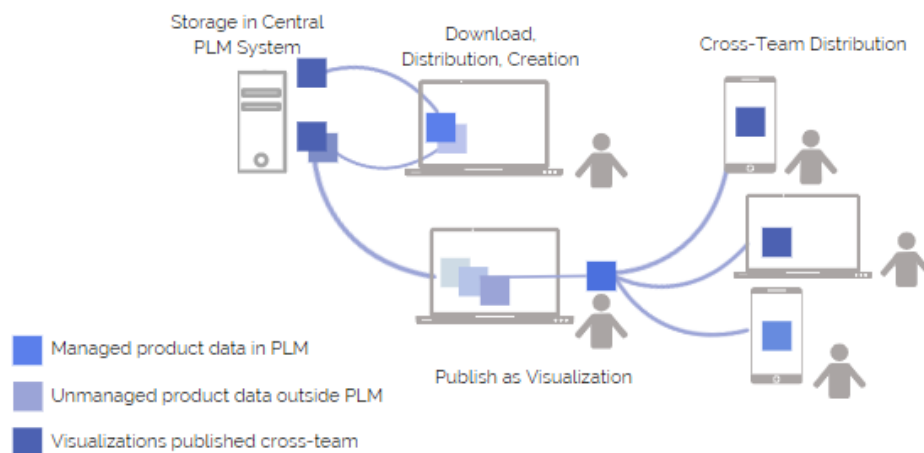 Storage in Central
PLM System
Download,
Distribution, Creation
Cross-Team Distribution
Publish as Visualization
Managed product data in PLM
Unmanaged product data outside PLM
Visualizations published cross-team